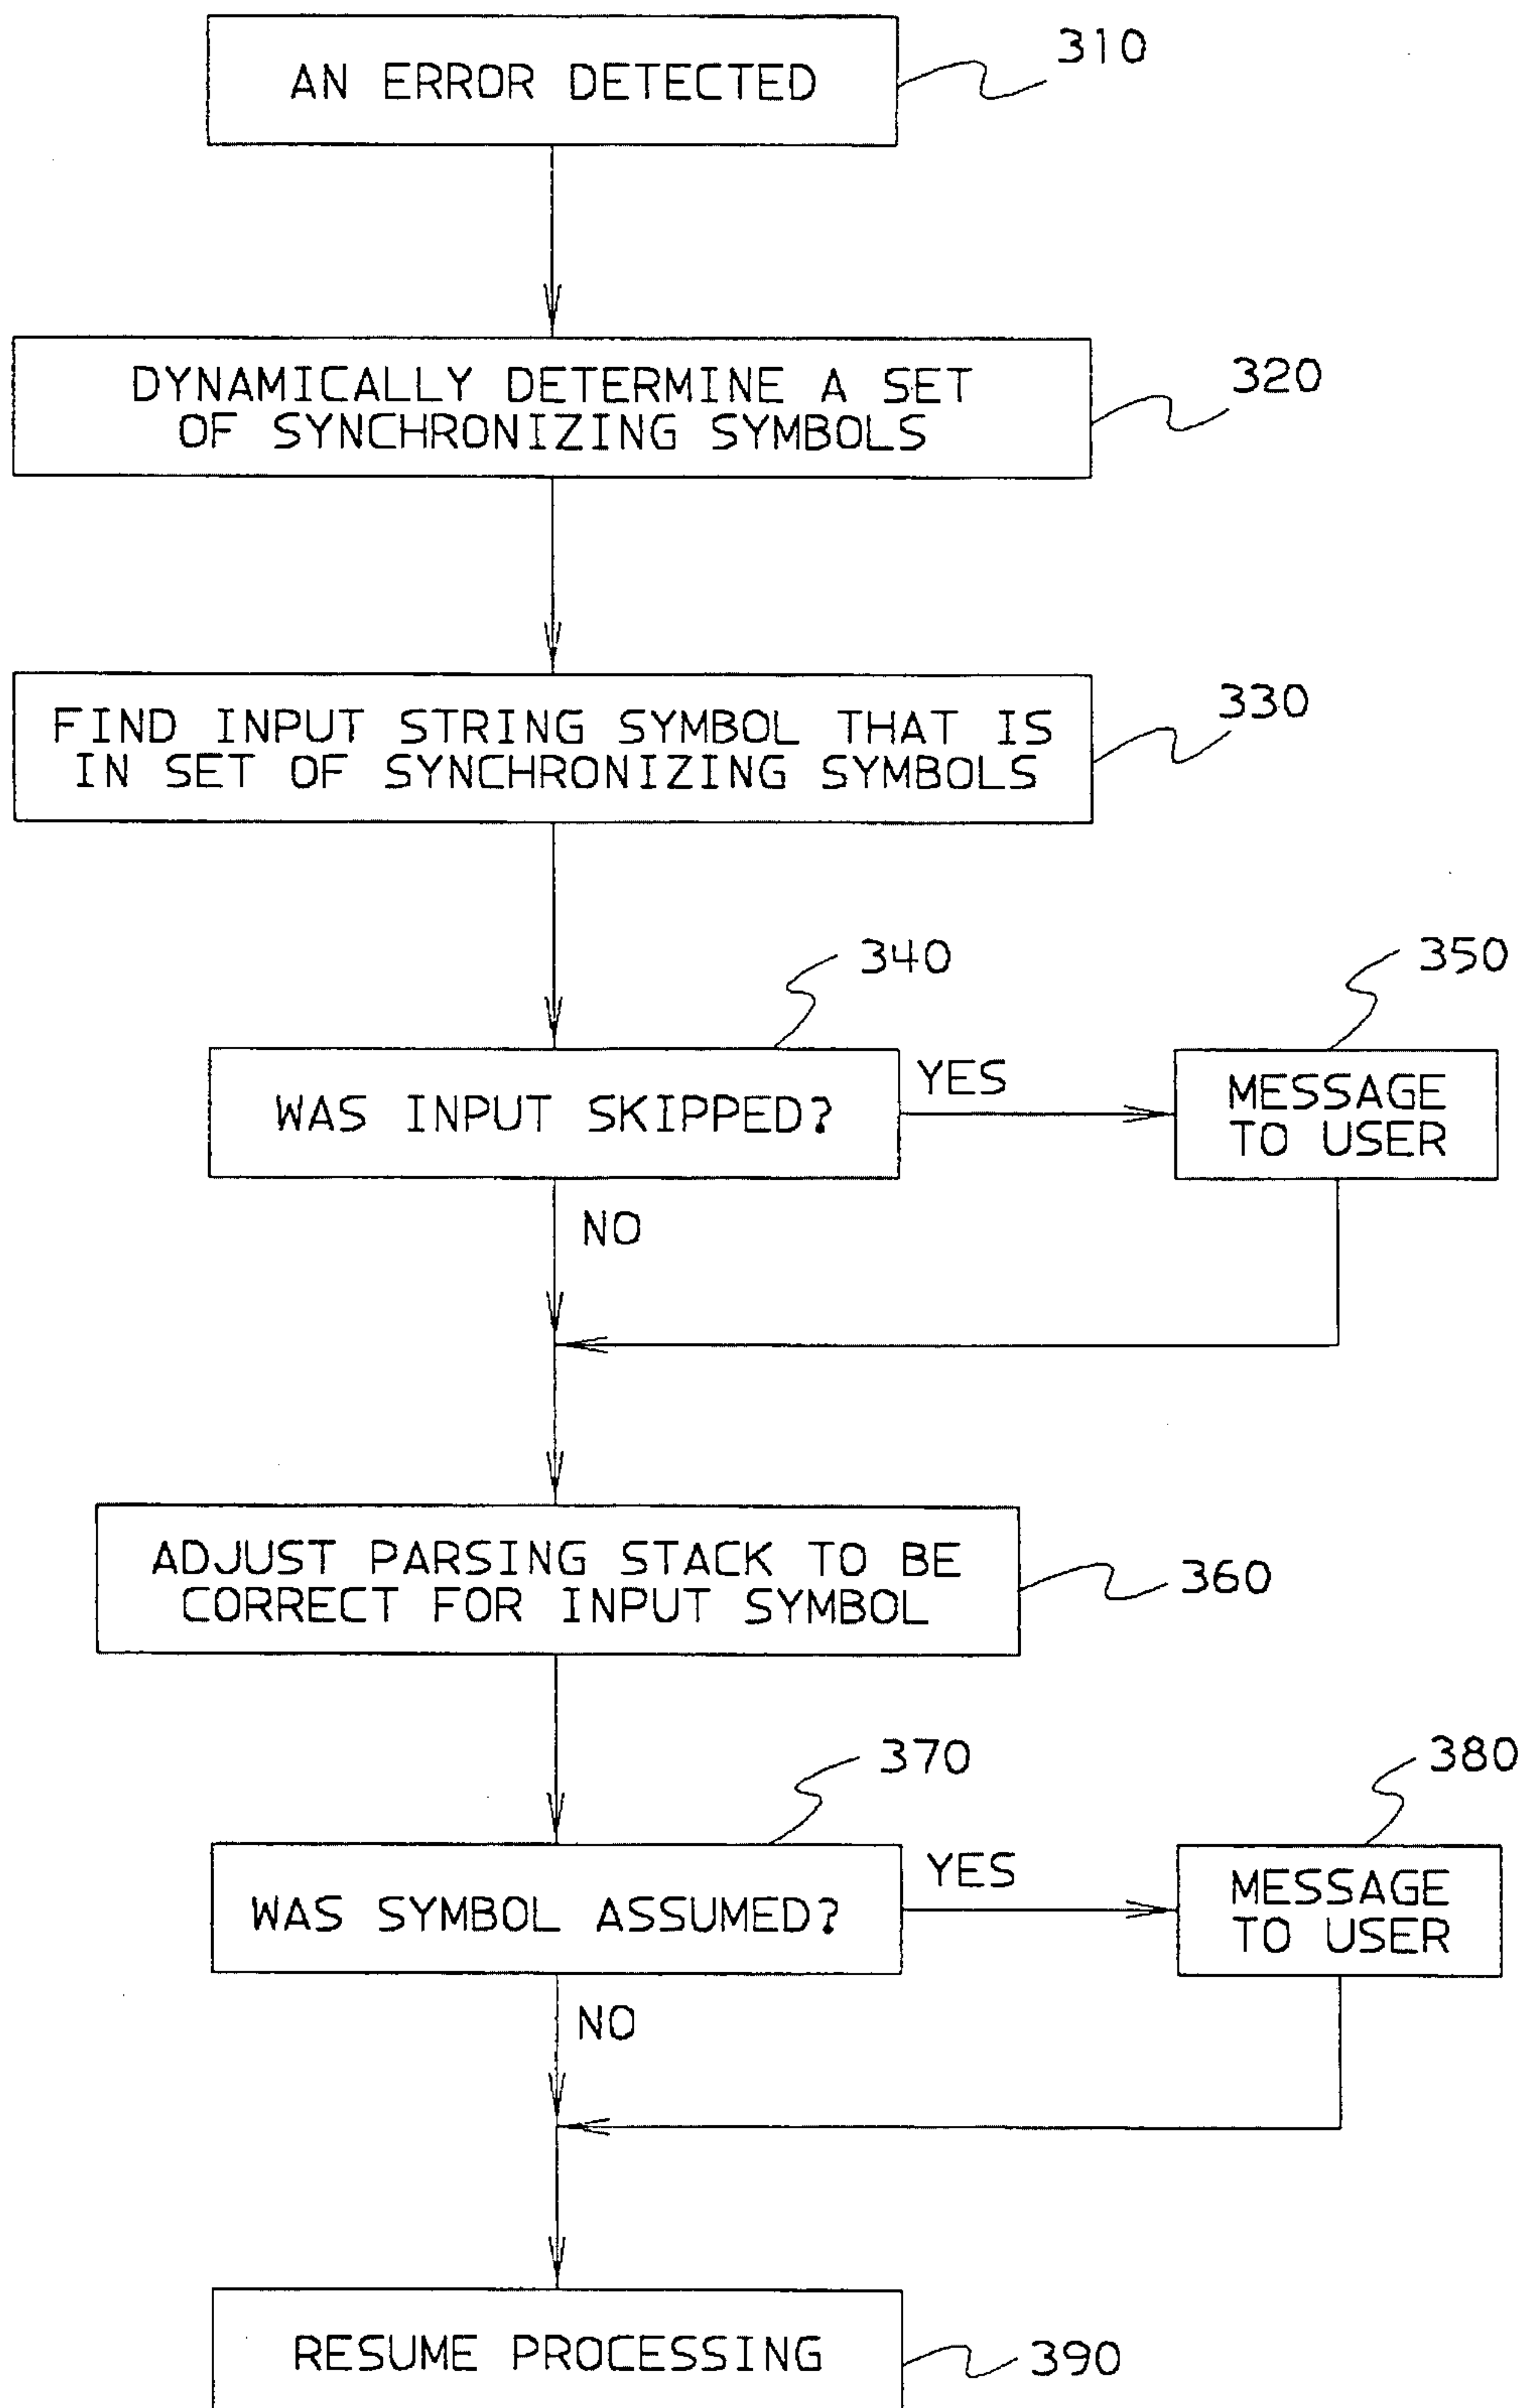 AN ERROR DETECTED
310
DYNAMICALLY DETERMINE A SET
OF SYNCHRONIZING SYMBOLS
320
FIND INPUT STRING SYMBOL THAT IS
IN SET OF SYNCHRONIZING SYMBOLS
330
340
350
WAS INPUT SKIPPED?
YES
MESSAGE
TO USER
NO
ADJUST PARSING STACK TO BE
CORRECT FOR INPUT SYMBOL
360
370
380
WAS SYMBOL ASSUMED?
YES
MESSAGE
TO USER
NO
RESUME PROCESSING
390